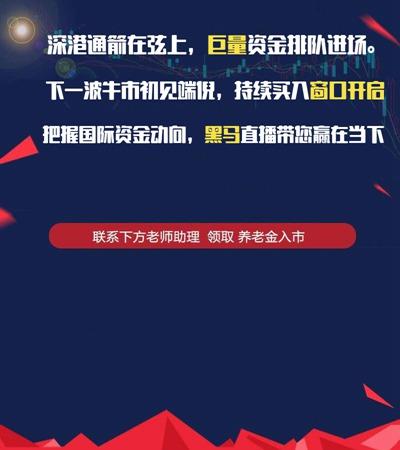 深港通箭在弦上，巨量资金排队进场。
下一波牛市初见端倪，持续买入窗口开启
把握国际资金动向，黑马直播带您赢在当下
联系下方老师助理 领取 养老金入市